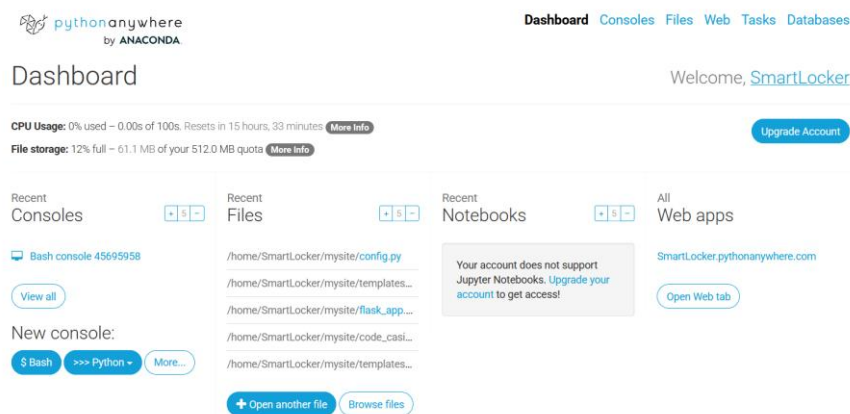 pythonanywhere
by ANACONDA
Dashboard Consoles Files Web Tasks Databases
Dashboard
Welcome, SmartLocker
CPU Usage: 0% used – 0.00s of 100s. Resets in 15 hours, 33 minutes More Info
File storage: 12% full – 61.1 MB of your 512.0 MB quota More Info
Upgrade Account
Recent
Consoles
+ 5 −
Bash console 45695958
View all
New console:
$ Bash >>> Python More...
Recent
Files
+ 5 −
/home/SmartLocker/mysite/config.py
/home/SmartLocker/mysite/templates...
/home/SmartLocker/mysite/flask_app....
/home/SmartLocker/mysite/code_casi...
/home/SmartLocker/mysite/templates...
+ Open another file Browse files
Recent
Notebooks
+ 5 −
Your account does not support
Jupyter Notebooks. Upgrade your
account to get access!
All
Web apps
SmartLocker.pythonanywhere.com
Open Web tab